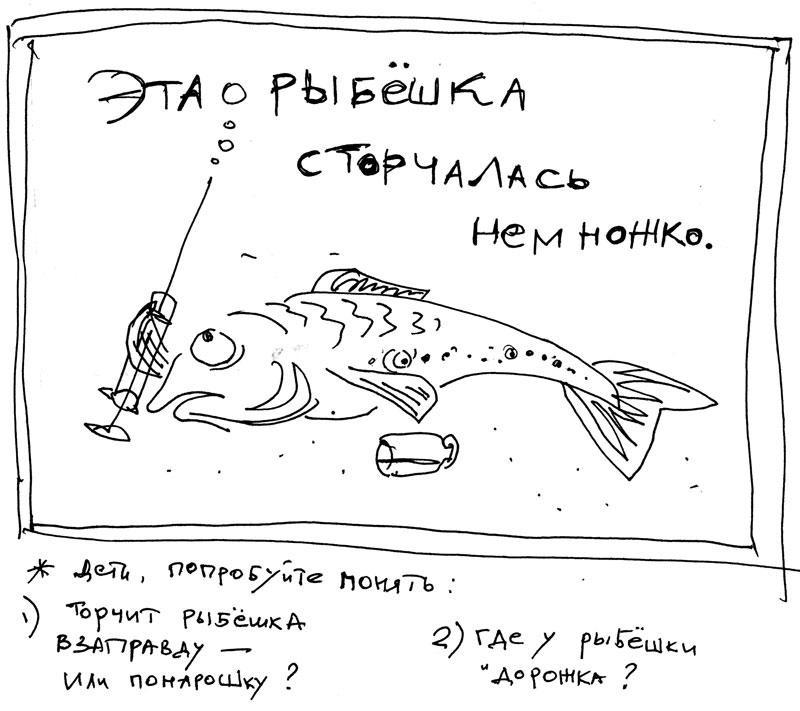 ЭТА РЫБЁШКА
СТОРЧАЛАСЬ
НЕМНОЖКО.
* ДЕТИ, ПОПРОБУЙТЕ ПОНЯТЬ:
1) ТОРЧИТ РЫБЁШКА
ВЗАПРАВДУ —
ИЛИ ПОНАРОШКУ?
2) ГДЕ У РЫБЁШКИ
"ДОРОЖКА?